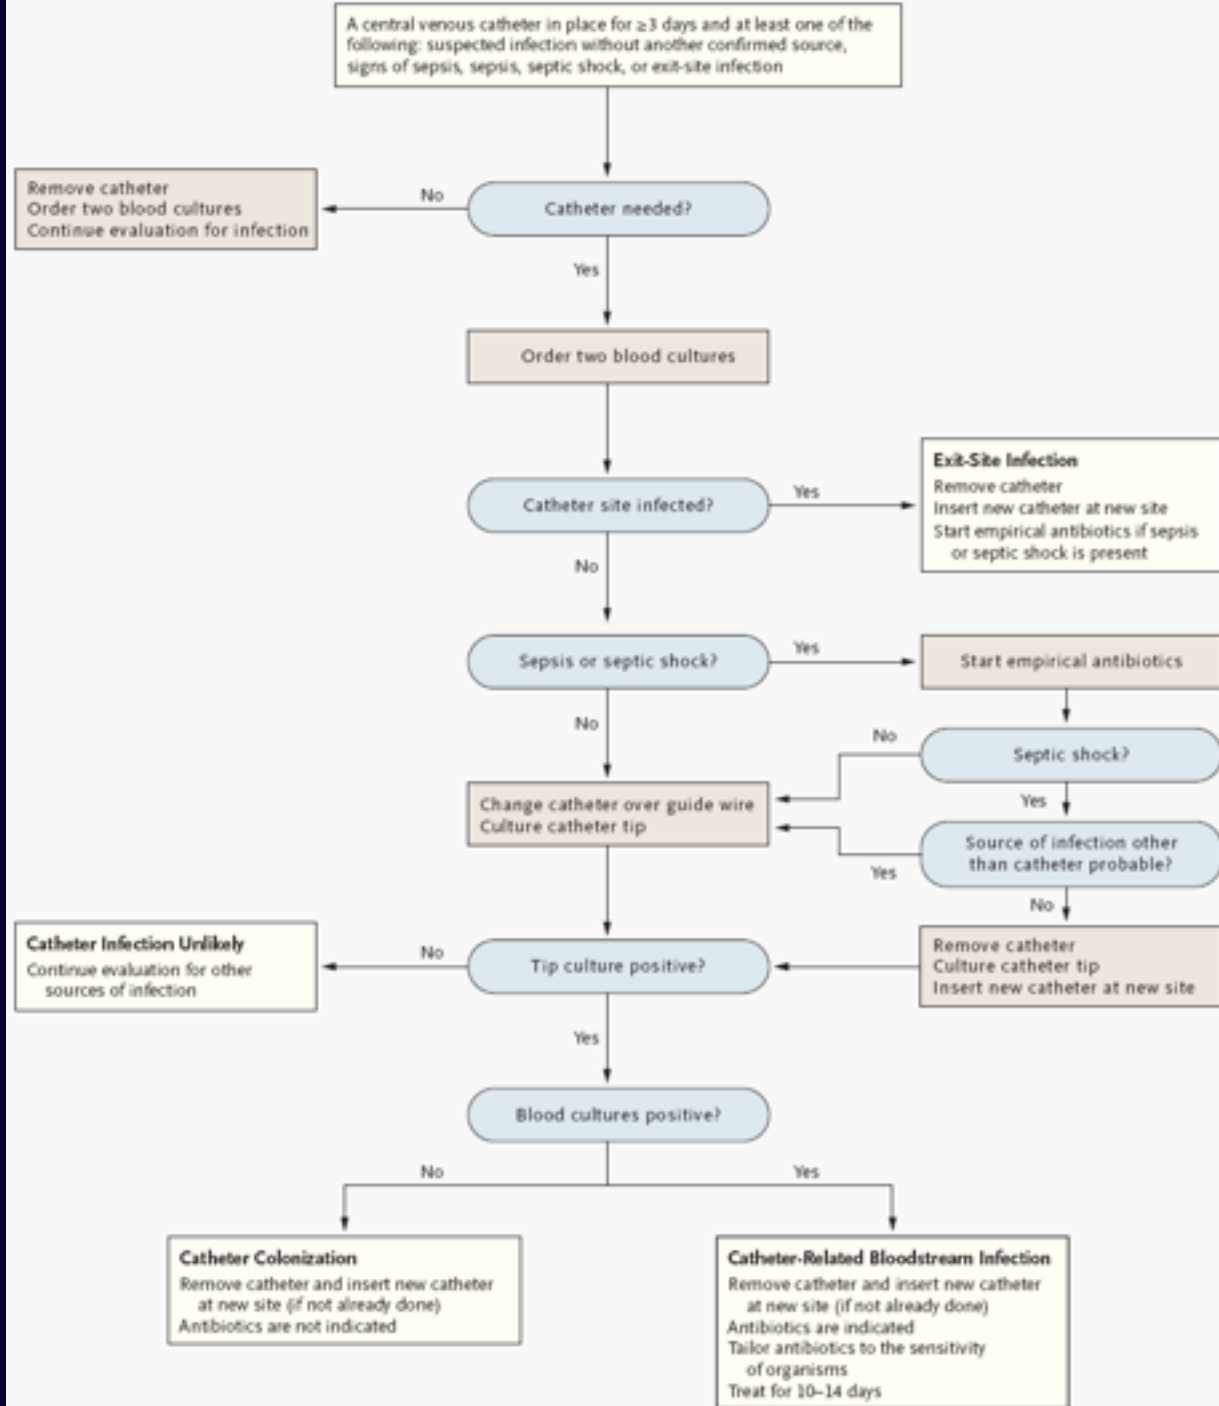 A central venous catheter in place for ≥3 days and at least one of the
following: suspected infection without another confirmed source,
signs of sepsis, sepsis, septic shock, or exit-site infection
Remove catheter
Order two blood cultures
Continue evaluation for infection
No
Catheter needed?
Yes
Order two blood cultures
Catheter site infected?
Yes
Exit-Site Infection
Remove catheter
Insert new catheter at new site
Start empirical antibiotics if sepsis
or septic shock is present
No
Sepsis or septic shock?
Yes
Start empirical antibiotics
No
No
Septic shock?
Yes
Change catheter over guide wire
Culture catheter tip
Source of infection other
than catheter probable?
Yes
No
Catheter Infection Unlikely
Continue evaluation for other
sources of infection
No
Tip culture positive?
Remove catheter
Culture catheter tip
Insert new catheter at new site
Yes
Blood cultures positive?
No
Yes
Catheter Colonization
Remove catheter and insert new catheter
at new site (if not already done)
Antibiotics are not indicated
Catheter-Related Bloodstream Infection
Remove catheter and insert new catheter
at new site (if not already done)
Antibiotics are indicated
Tailor antibiotics to the sensitivity
of organisms
Treat for 10–14 days